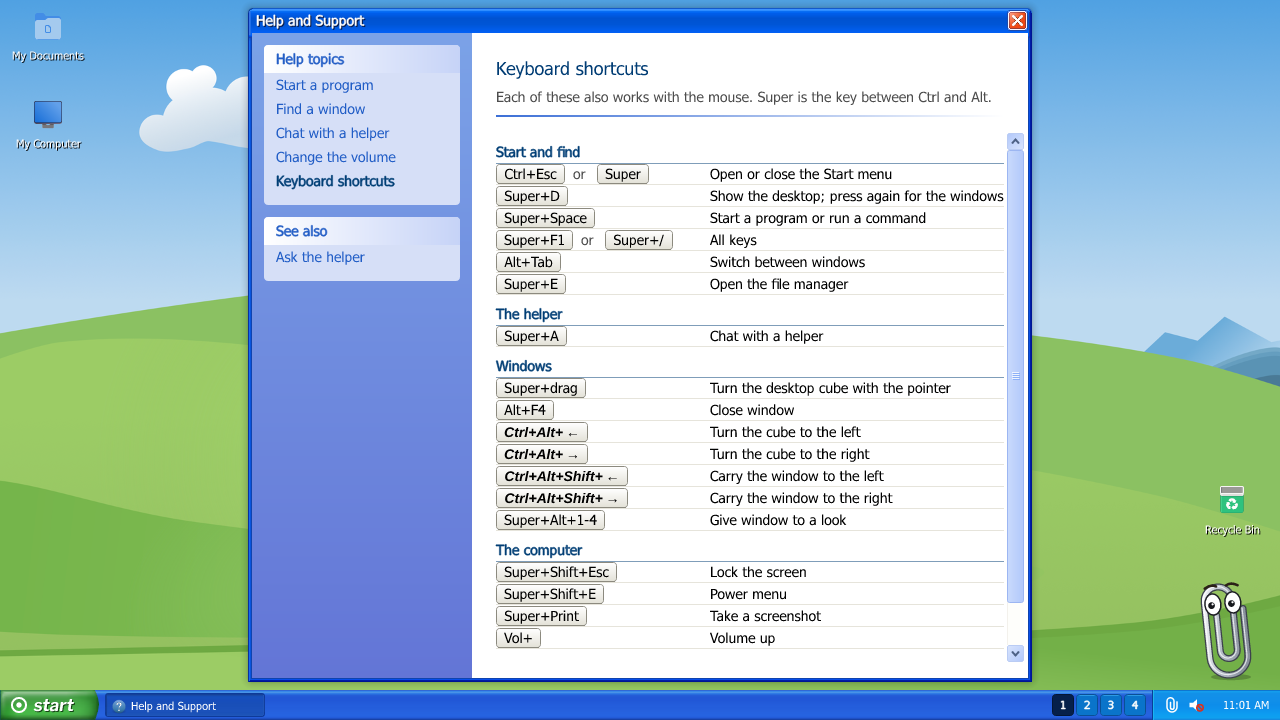 Help and Support
My Documents
My Computer
Help topics
Start a program
Find a window
Chat with a helper
Change the volume
Keyboard shortcuts
See also
Ask the helper
Keyboard shortcuts
Each of these also works with the mouse. Super is the key between Ctrl and Alt.
Start and find
Ctrl+Esc or Super Open or close the Start menu
Super+D Show the desktop; press again for the windows
Super+Space Start a program or run a command
Super+F1 or Super+/ All keys
Alt+Tab Switch between windows
Super+E Open the file manager
The helper
Super+A Chat with a helper
Windows
Super+drag Turn the desktop cube with the pointer
Alt+F4 Close window
Ctrl+Alt+ ← Turn the cube to the left
Ctrl+Alt+ → Turn the cube to the right
Ctrl+Alt+Shift+ ← Carry the window to the left
Ctrl+Alt+Shift+ → Carry the window to the right
Super+Alt+1-4 Give window to a look
The computer
Super+Shift+Esc Lock the screen
Super+Shift+E Power menu
Super+Print Take a screenshot
Vol+ Volume up
Recycle Bin
start
Help and Support
1 2 3 4
11:01 AM